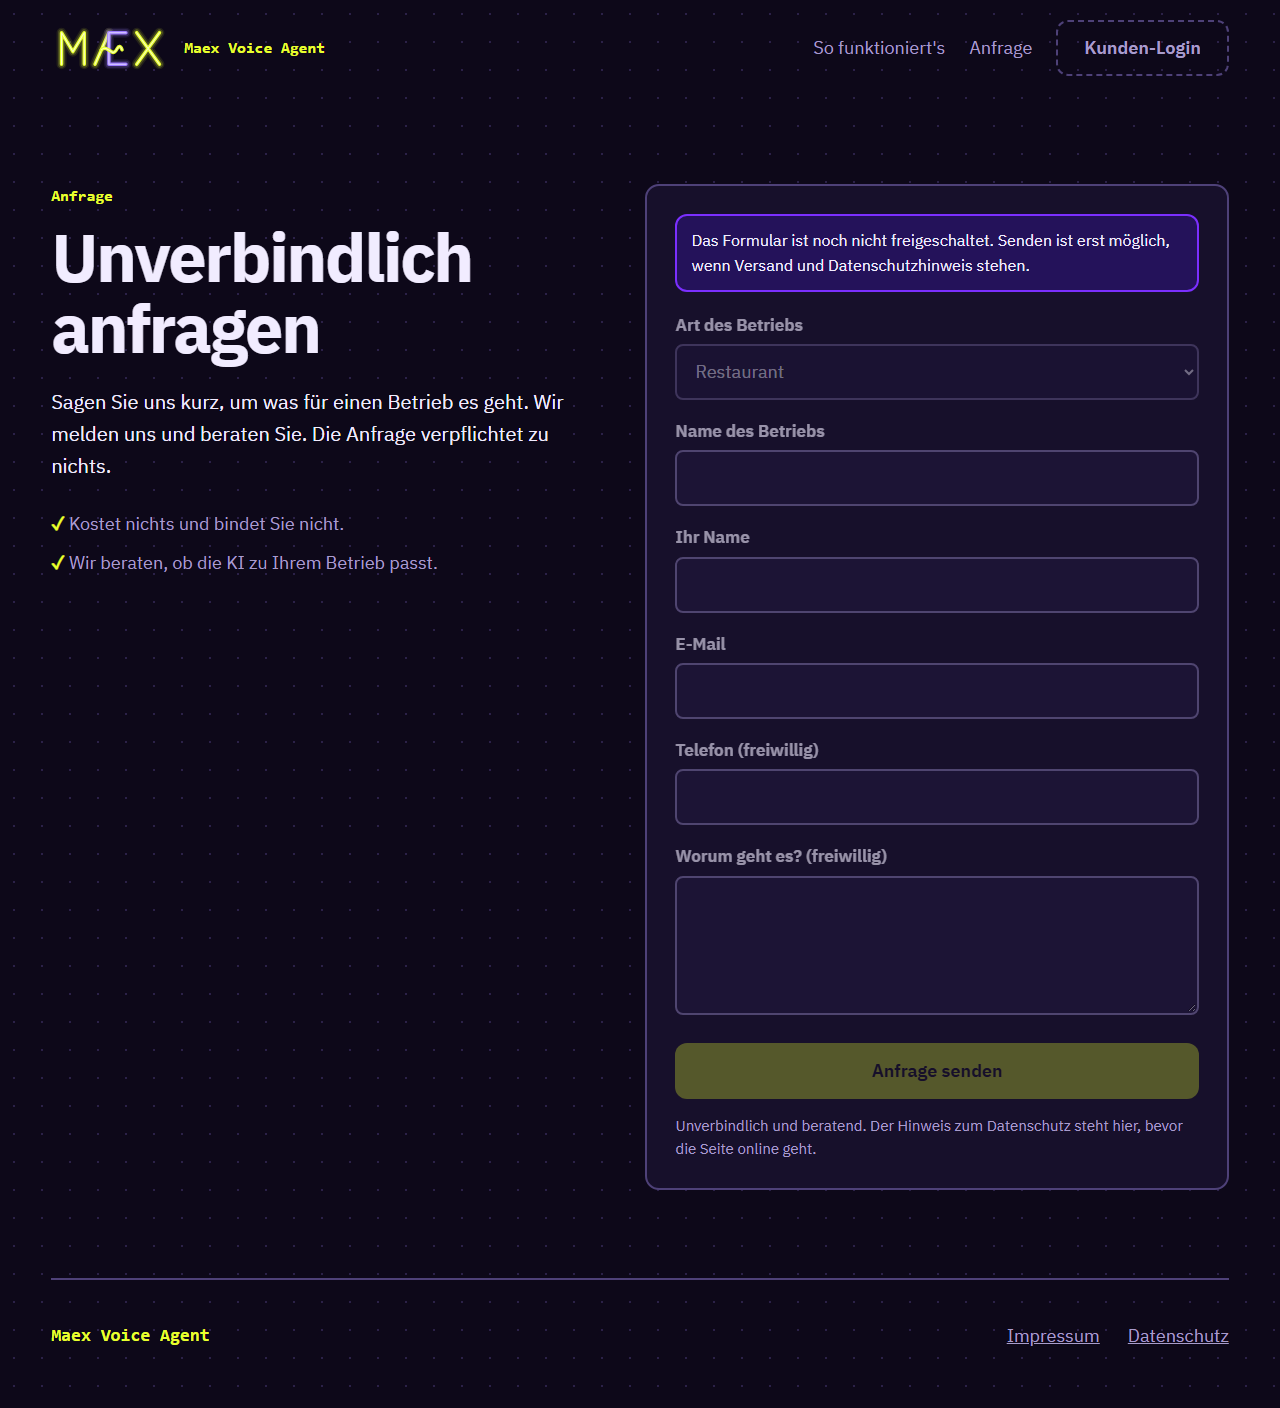 MAEX
Maex Voice Agent
So funktioniert's
Anfrage
Kunden-Login
Anfrage
Unverbindlich
anfragen
Sagen Sie uns kurz, um was für einen Betrieb es geht. Wir
melden uns und beraten Sie. Die Anfrage verpflichtet zu
nichts.
✓ Kostet nichts und bindet Sie nicht.
✓ Wir beraten, ob die KI zu Ihrem Betrieb passt.
Das Formular ist noch nicht freigeschaltet. Senden ist erst möglich,
wenn Versand und Datenschutzhinweis stehen.
Art des Betriebs
Restaurant
Name des Betriebs
Ihr Name
E-Mail
Telefon (freiwillig)
Worum geht es? (freiwillig)
Anfrage senden
Unverbindlich und beratend. Der Hinweis zum Datenschutz steht hier, bevor
die Seite online geht.
Maex Voice Agent
Impressum
Datenschutz